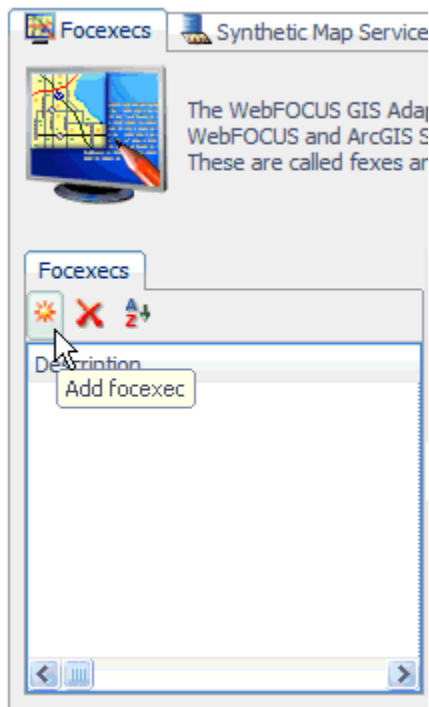 Focexecs
Synthetic Map Service
The WebFOCUS GIS Adap
WebFOCUS and ArcGIS S
These are called fexes ar
Focexecs
Description
Add focexec